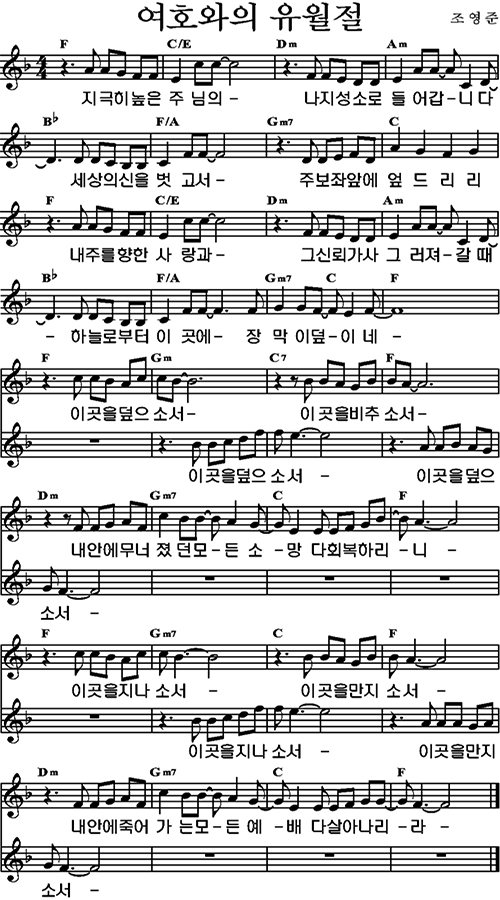 여호와의 유월절
조 영 준
F C/E Dm Am
지극히높은 주 님의- 나지성소로 들 어갑-니 다
B♭ F/A Gm7 C
세상의신을 벗 고서- 주보좌앞에 엎 드 리 리
F C/E Dm Am
내주를향한 사 랑과- 그신뢰가사 그 러져-갈 때
B♭ F/A Gm7 C F
-하늘로부터 이 곳에- 장 막 이덮-이 네-
F Gm C7 F
이곳을덮으 소서- 이곳을비추 소서-
이곳을덮으 소서- 이곳을덮으
Dm Gm7 C F
내안에무너 졌 던모-든 소-망 다회복하리-니-
소서-
F Gm7 C F
이곳을지나 소서- 이곳을만지 소서-
이곳을지나 소서- 이곳을만지
Dm Gm7 C F
내안에죽어 가 는모-든 예-배 다살아나리-라-
소서-